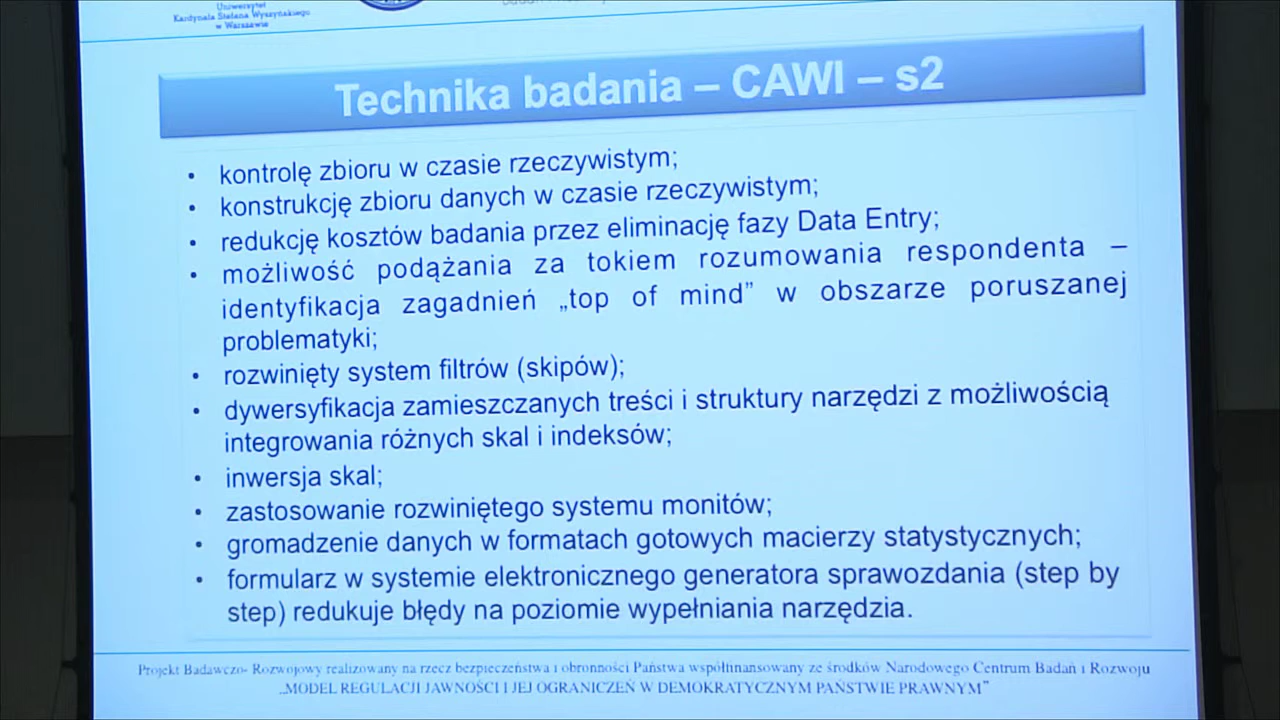 Uniwersytet
Kardynała Stefana Wyszyńskiego
w Warszawie
Technika badania – CAWI – s2
• kontrolę zbioru w czasie rzeczywistym;
• konstrukcję zbioru danych w czasie rzeczywistym;
• redukcję kosztów badania przez eliminację fazy Data Entry;
• możliwość podążania za tokiem rozumowania respondenta –
identyfikacja zagadnień „top of mind” w obszarze poruszanej
problematyki;
• rozwinięty system filtrów (skipów);
• dywersyfikacja zamieszczanych treści i struktury narzędzi z możliwością
integrowania różnych skal i indeksów;
• inwersja skal;
• zastosowanie rozwiniętego systemu monitów;
• gromadzenie danych w formatach gotowych macierzy statystycznych;
• formularz w systemie elektronicznego generatora sprawozdania (step by
step) redukuje błędy na poziomie wypełniania narzędzia.
Projekt Badawczo- Rozwojowy realizowany na rzecz bezpieczeństwa i obronności Państwa współfinansowany ze środków Narodowego Centrum Badań i Rozwoju
„MODEL REGULACJI JAWNOŚCI I JEJ OGRANICZEŃ W DEMOKRATYCZNYM PAŃSTWIE PRAWNYM”